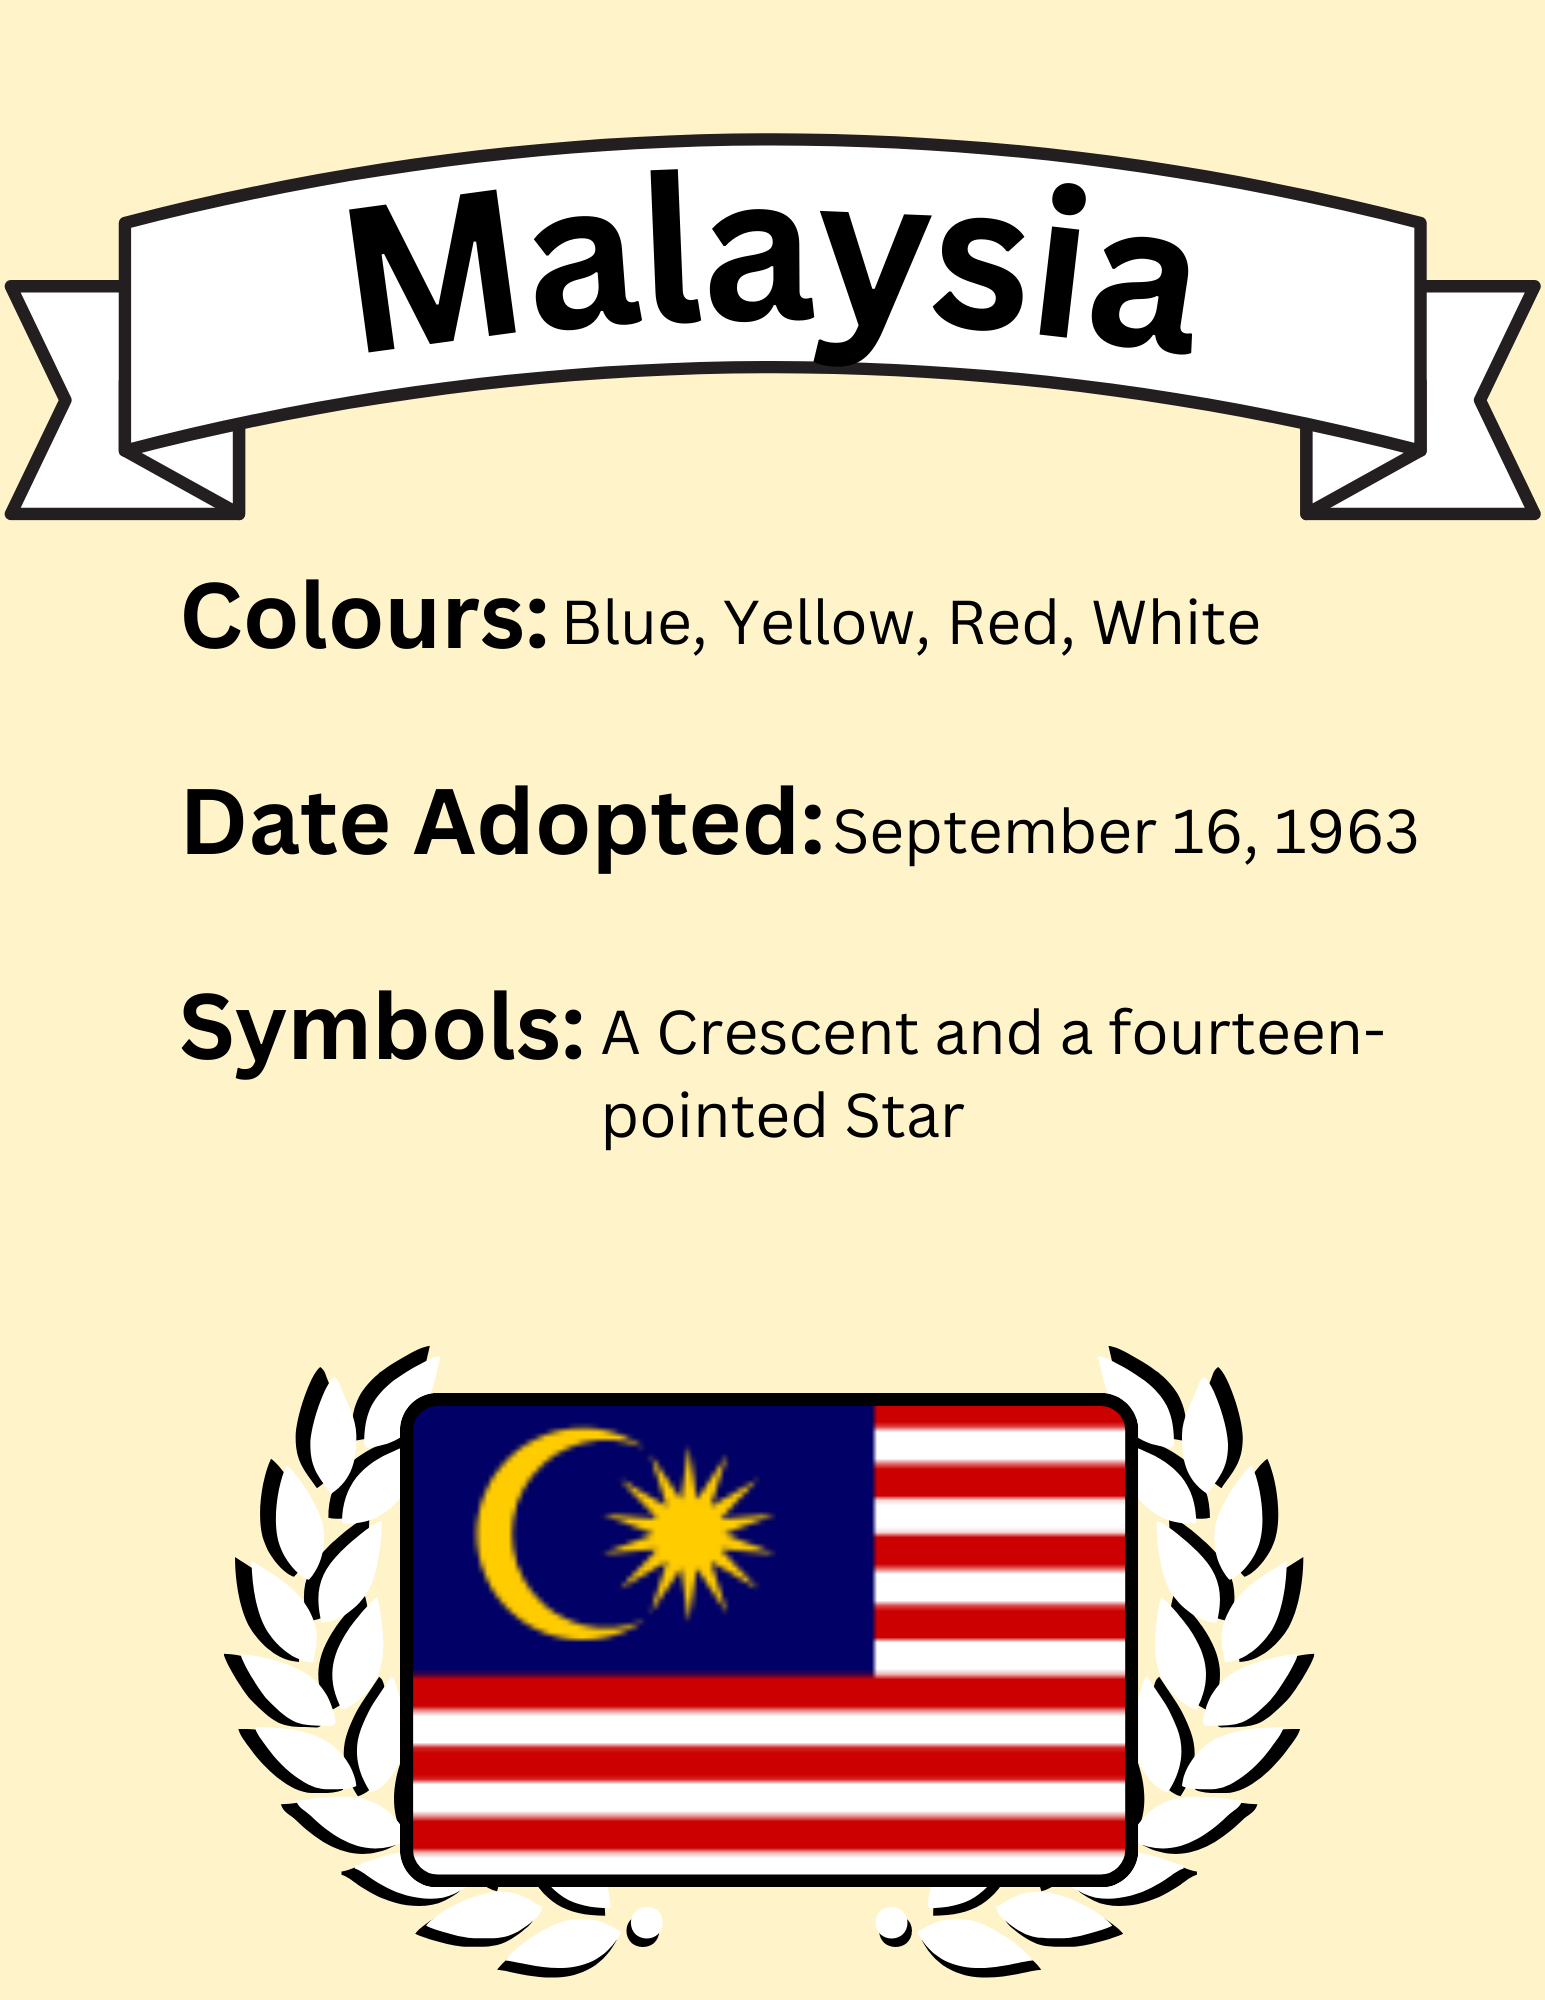 Malaysia
Colours: Blue, Yellow, Red, White
Date Adopted: September 16, 1963
Symbols: A Crescent and a fourteen-
pointed Star